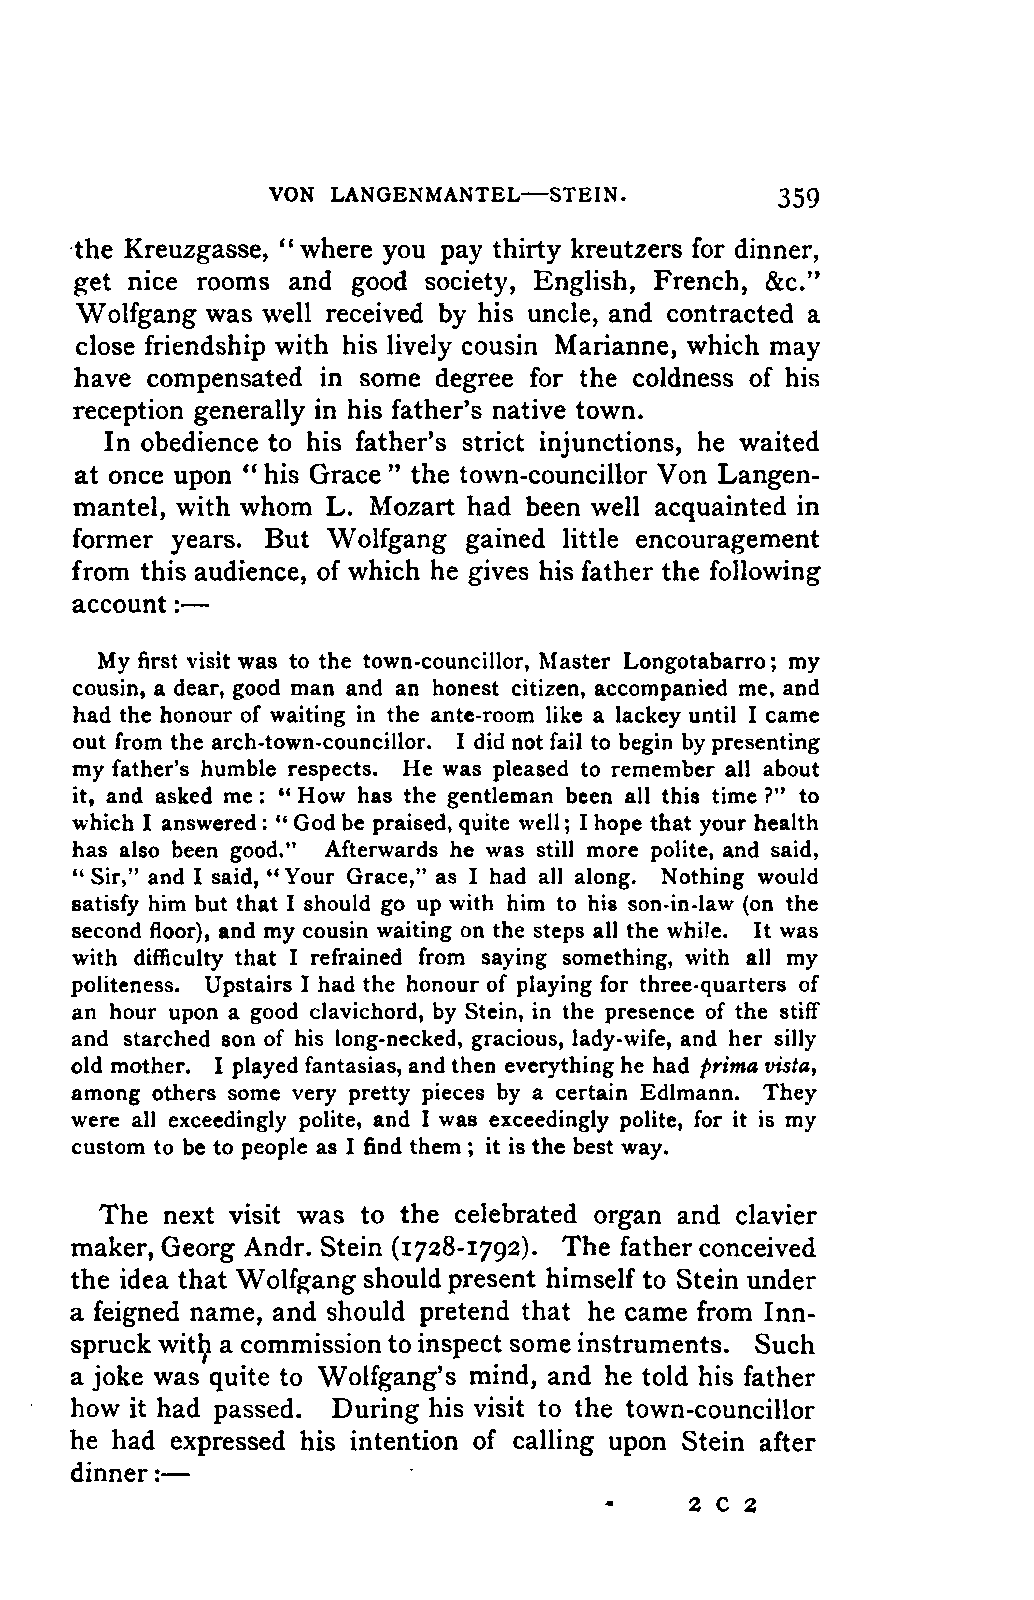 VON LANGENMANTEL—STEIN. 359
the Kreuzgasse, "where you pay thirty kreutzers for dinner,
get nice rooms and good society, English, French, &c."
Wolfgang was well received by his uncle, and contracted a
close friendship with his lively cousin Marianne, which may
have compensated in some degree for the coldness of his
reception generally in his father's native town.
In obedience to his father's strict injunctions, he waited
at once upon "his Grace" the town-councillor Von Langen-
mantel, with whom L. Mozart had been well acquainted in
former years. But Wolfgang gained little encouragement
from this audience, of which he gives his father the following
account :—
My first visit was to the town-councillor, Master Longotabarro; my
cousin, a dear, good man and an honest citizen, accompanied me, and
had the honour of waiting in the ante-room like a lackey until I came
out from the arch-town-councillor. I did not fail to begin by presenting
my father's humble respects. He was pleased to remember all about
it, and asked me: "How has the gentleman been all this time?" to
which I answered: "God be praised, quite well; I hope that your health
has also been good." Afterwards he was still more polite, and said,
"Sir," and I said, "Your Grace," as I had all along. Nothing would
satisfy him but that I should go up with him to his son-in-law (on the
second floor), and my cousin waiting on the steps all the while. It was
with difficulty that I refrained from saying something, with all my
politeness. Upstairs I had the honour of playing for three-quarters of
an hour upon a good clavichord, by Stein, in the presence of the stiff
and starched son of his long-necked, gracious, lady-wife, and her silly
old mother. I played fantasias, and then everything he had prima vista,
among others some very pretty pieces by a certain Edlmann. They
were all exceedingly polite, and I was exceedingly polite, for it is my
custom to be to people as I find them; it is the best way.
The next visit was to the celebrated organ and clavier
maker, Georg Andr. Stein (1728-1792). The father conceived
the idea that Wolfgang should present himself to Stein under
a feigned name, and should pretend that he came from Inn-
spruck with a commission to inspect some instruments. Such
a joke was quite to Wolfgang's mind, and he told his father
how it had passed. During his visit to the town-councillor
he had expressed his intention of calling upon Stein after
dinner :—
2 C 2